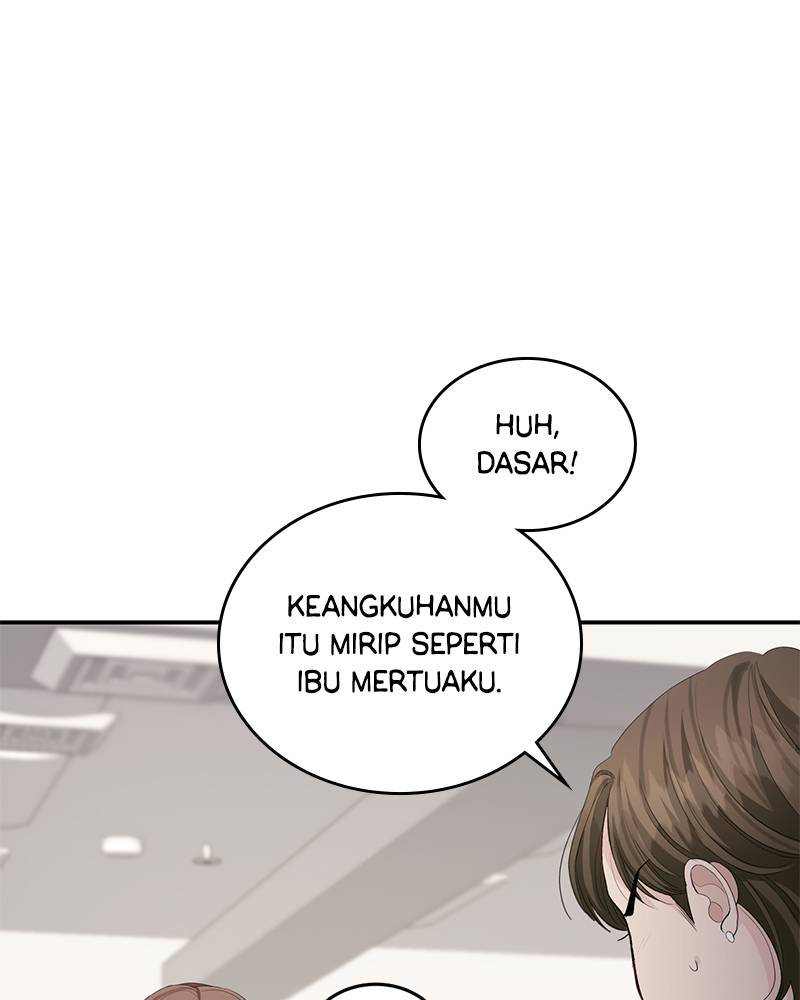 HUH,
DASAR!
KEANGKUHANMU
ITU MIRIP SEPERTI
IBU MERTUAKU.